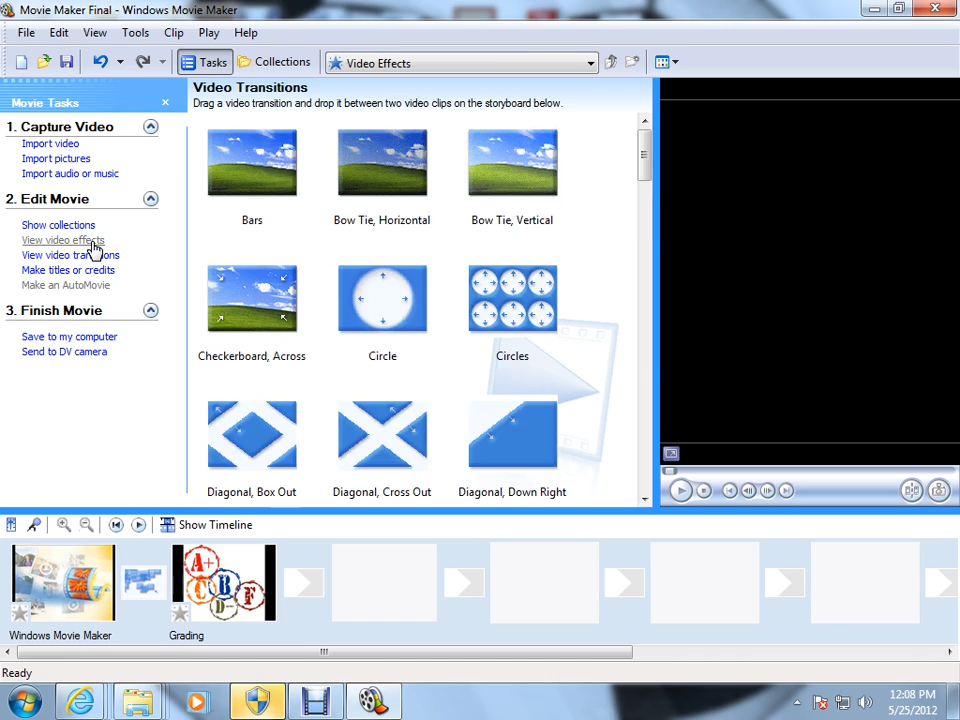 Movie Maker Final - Windows Movie Maker
File Edit View Tools Clip Play Help
Tasks Collections Video Effects
Movie Tasks
1. Capture Video
Import video
Import pictures
Import audio or music
2. Edit Movie
Show collections
View video effects
View video transitions
Make titles or credits
Make an AutoMovie
3. Finish Movie
Save to my computer
Send to DV camera
Video Transitions
Drag a video transition and drop it between two video clips on the storyboard below.
Bars
Bow Tie, Horizontal
Bow Tie, Vertical
Checkerboard, Across
Circle
Circles
Diagonal, Box Out
Diagonal, Cross Out
Diagonal, Down Right
Show Timeline
A+
B
C
D-
F
Windows Movie Maker
Grading
Ready
12:08 PM
5/25/2012